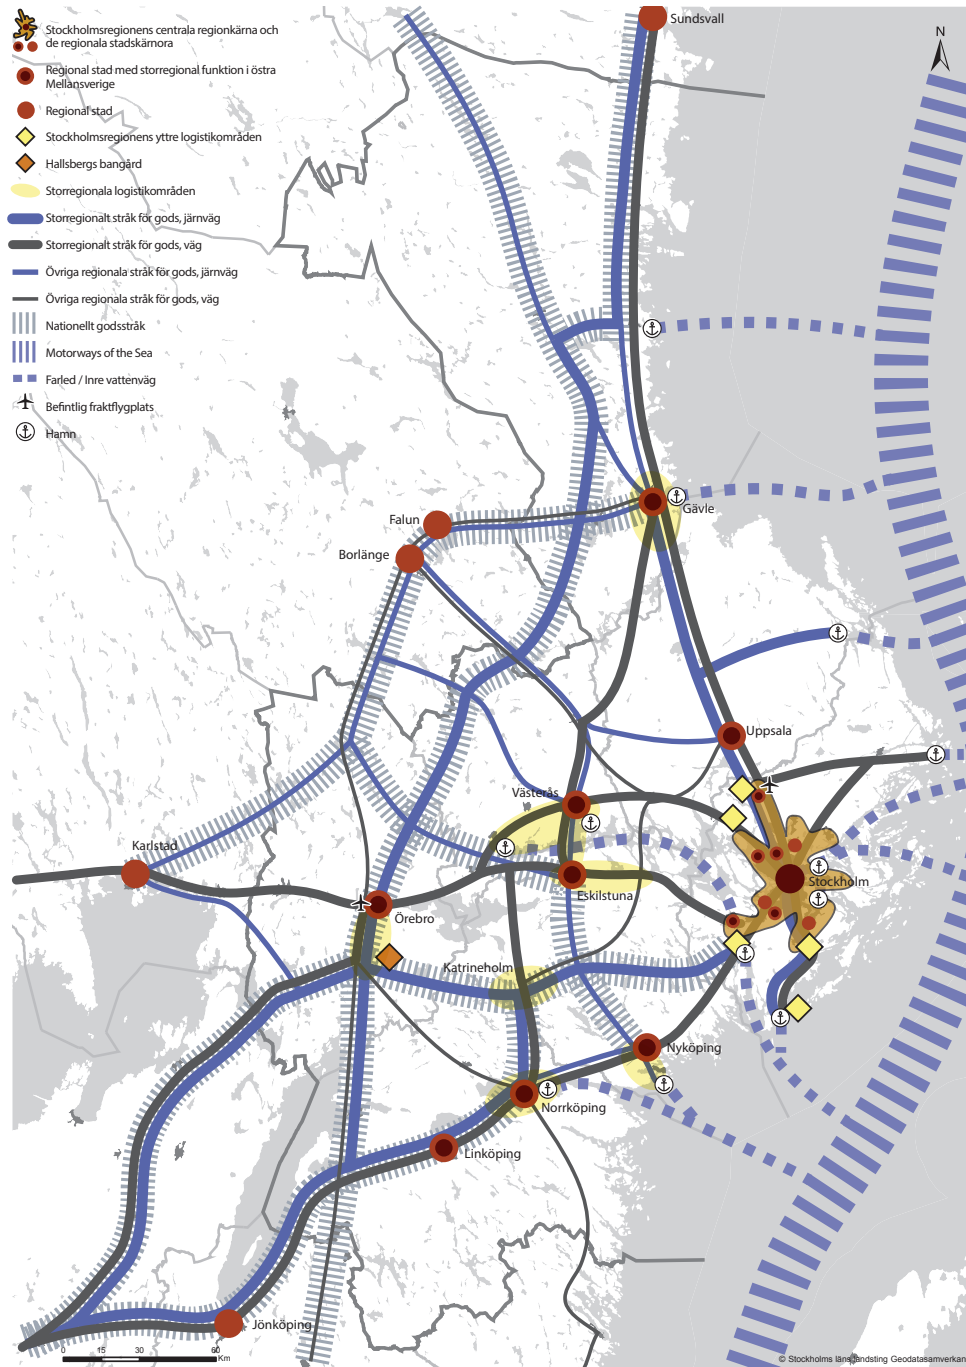 Stockholmsregionens centrala regionkärna och
de regionala stadskärnora
Regional stad med storregional funktion i östra
Mellansverige
Regional stad
Stockholmsregionens yttre logistikområden
Hallsbergs bangård
Storregionala logistikområden
Storregionalt stråk för gods, järnväg
Storregionalt stråk för gods, väg
Övriga regionala stråk för gods, järnväg
Övriga regionala stråk för gods, väg
Nationellt godsstråk
Motorways of the Sea
Farled / Inre vattenväg
Befintlig fraktflygplats
Hamn
N
Sundsvall
Gävle
Falun
Borlänge
Uppsala
Västerås
Karlstad
Stockholm
Eskilstuna
Örebro
Katrineholm
Nyköping
Norrköping
Linköping
Jönköping
0 15 30 60
Km
© Stockholms läns landsting Geodatasamverkan